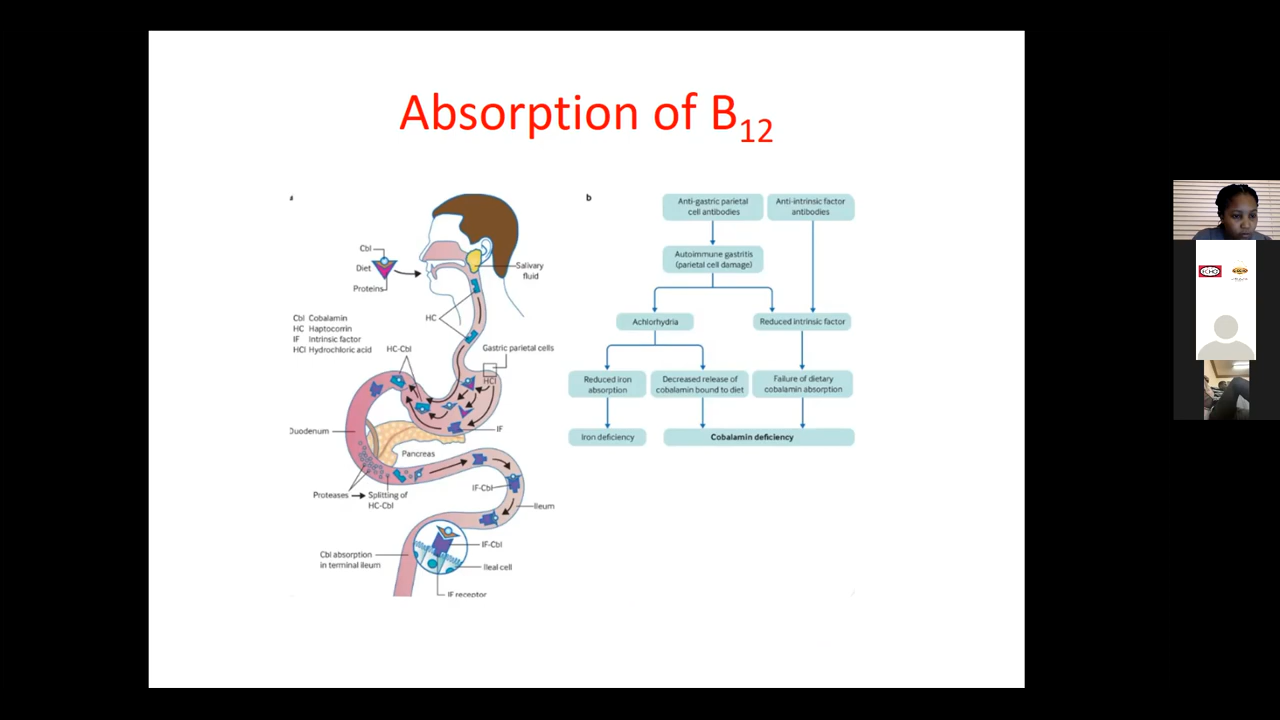 Absorption of B12
a
Cbl
Diet
Proteins
Salivary
fluid
HC
Cbl Cobalamin
HC Haptocorrin
IF Intrinsic factor
HCl Hydrochloric acid
HC-Cbl
Gastric parietal cells
HCl
IF
Duodenum
Pancreas
Proteases
Splitting of
HC-Cbl
IF-Cbl
Ileum
Cbl absorption
in terminal ileum
IF-Cbl
Ileal cell
IF receptor
b
Anti-gastric parietal
cell antibodies
Anti-intrinsic factor
antibodies
Autoimmune gastritis
(parietal cell damage)
Achlorhydria
Reduced intrinsic factor
Reduced iron
absorption
Decreased release of
cobalamin bound to diet
Failure of dietary
cobalamin absorption
Iron deficiency
Cobalamin deficiency